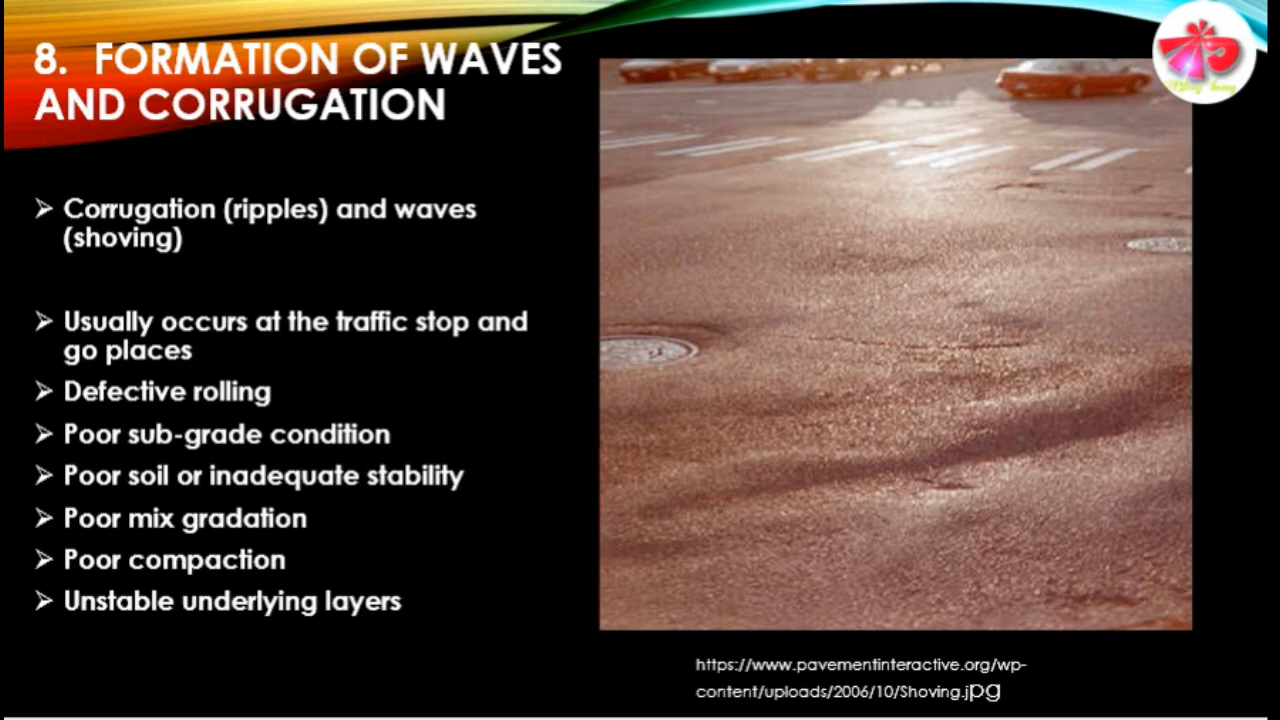 8. FORMATION OF WAVES
AND CORRUGATION
➢ Corrugation (ripples) and waves
(shoving)
➢ Usually occurs at the traffic stop and
go places
➢ Defective rolling
➢ Poor sub-grade condition
➢ Poor soil or inadequate stability
➢ Poor mix gradation
➢ Poor compaction
➢ Unstable underlying layers
https://www.pavementinteractive.org/wp-
content/uploads/2006/10/Shoving.jpg